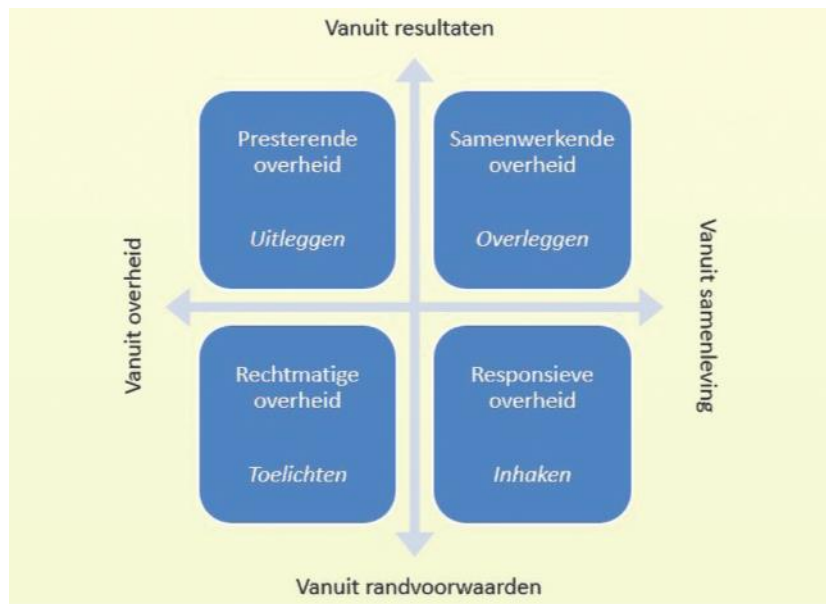 Vanuit resultaten
Presterende
overheid
Uitleggen
Samenwerkende
overheid
Overleggen
Vanuit overheid
Vanuit samenleving
Rechtmatige
overheid
Toelichten
Responsieve
overheid
Inhaken
Vanuit randvoorwaarden